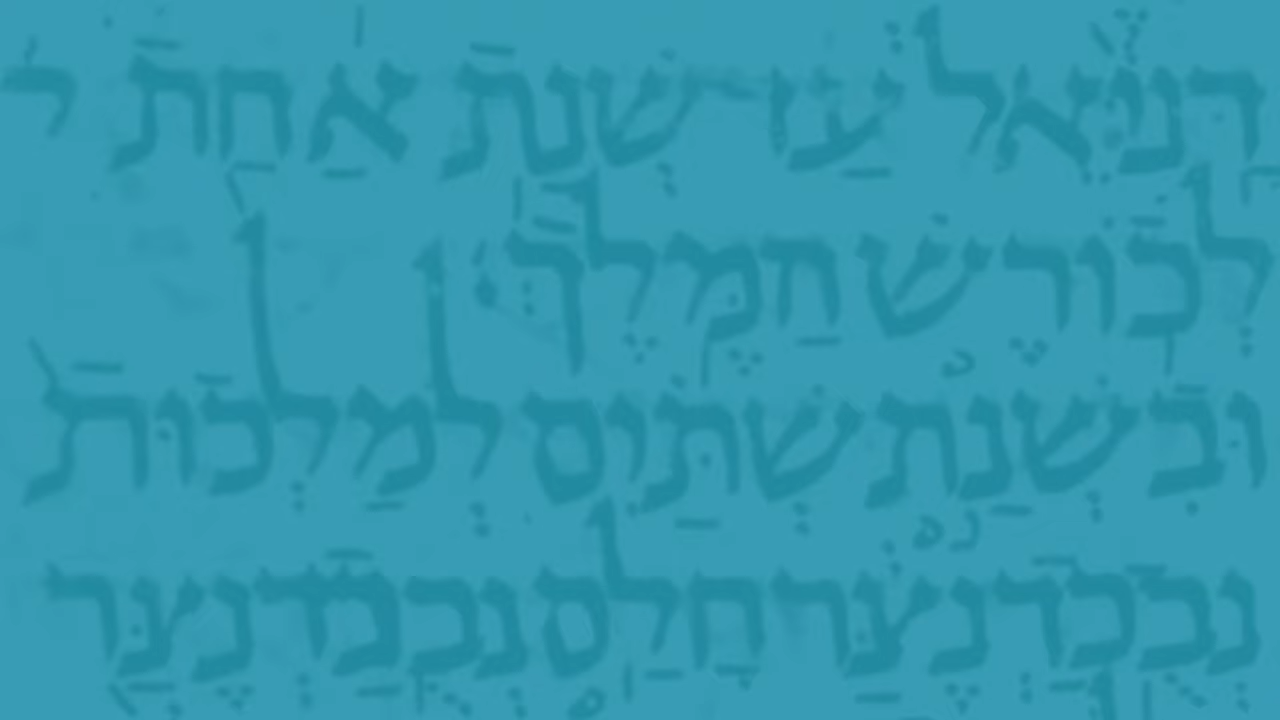 דניאל עד־שנת אחת
לכורש המלך
ובשנת שתים למלכות
נבכדנצר חלם נבכדנצר